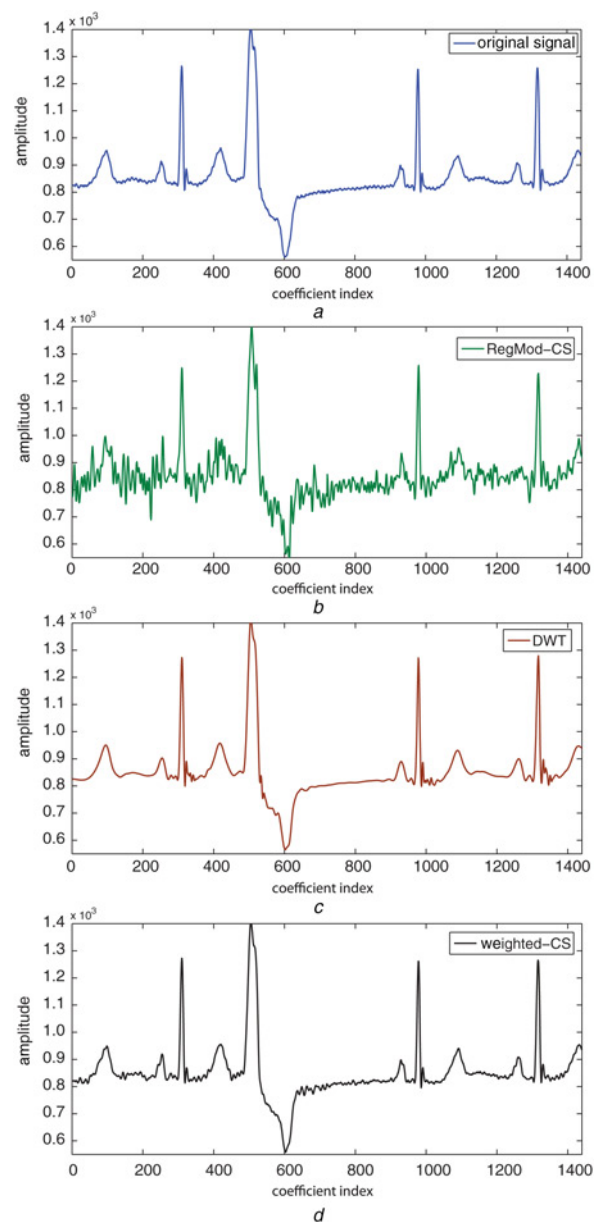 × 10³
1.4
1.3
1.2
1.1
1.0
0.9
0.8
0.7
0.6
amplitude
original signal
0 200 400 600 800 1000 1200 1400
coefficient index
a
× 10³
1.4
1.3
1.2
1.1
1.0
0.9
0.8
0.7
0.6
amplitude
RegMod–CS
0 200 400 600 800 1000 1200 1400
coefficient index
b
× 10³
1.4
1.3
1.2
1.1
1.0
0.9
0.8
0.7
0.6
amplitude
DWT
0 200 400 600 800 1000 1200 1400
coefficient index
c
× 10³
1.4
1.3
1.2
1.1
1.0
0.9
0.8
0.7
0.6
amplitude
weighted–CS
0 200 400 600 800 1000 1200 1400
coefficient index
d